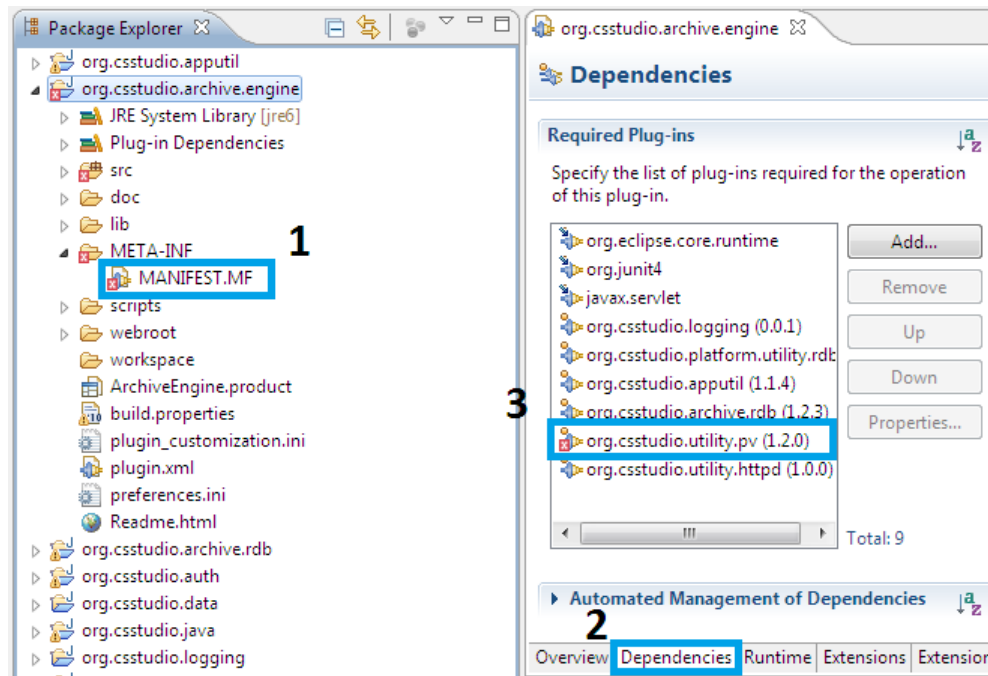 Package Explorer
org.csstudio.apputil
org.csstudio.archive.engine
JRE System Library [jre6]
Plug-in Dependencies
src
doc
lib
META-INF
1
MANIFEST.MF
scripts
webroot
workspace
ArchiveEngine.product
build.properties
plugin_customization.ini
plugin.xml
preferences.ini
Readme.html
org.csstudio.archive.rdb
org.csstudio.auth
org.csstudio.data
org.csstudio.java
org.csstudio.logging
org.csstudio.archive.engine
Dependencies
Required Plug-ins
Specify the list of plug-ins required for the operation
of this plug-in.
org.eclipse.core.runtime
org.junit4
javax.servlet
org.csstudio.logging (0.0.1)
org.csstudio.platform.utility.rdb
org.csstudio.apputil (1.1.4)
org.csstudio.archive.rdb (1.2.3)
3
org.csstudio.utility.pv (1.2.0)
org.csstudio.utility.httpd (1.0.0)
Add...
Remove
Up
Down
Properties...
Total: 9
Automated Management of Dependencies
2
Overview Dependencies Runtime Extensions Extension